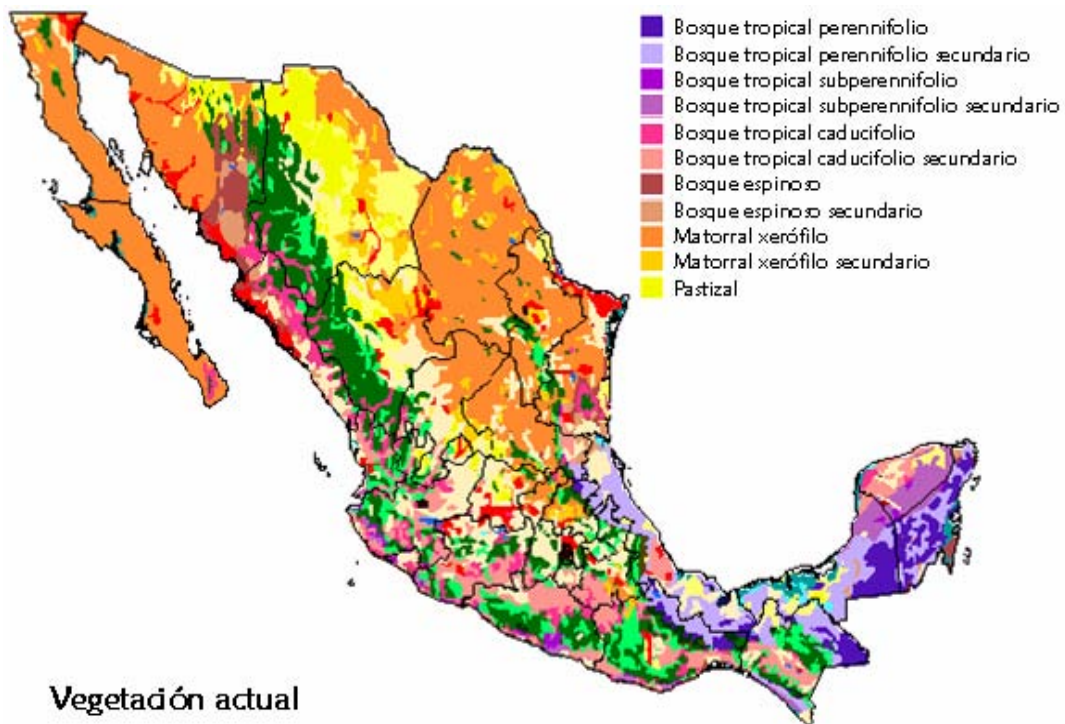 Bosque tropical perennifolio
Bosque tropical perennifolio secundario
Bosque tropical subperennifolio
Bosque tropical subperennifolio secundario
Bosque tropical caducifolio
Bosque tropical caducifolio secundario
Bosque espinoso
Bosque espinoso secundario
Matorral xerófilo
Matorral xerófilo secundario
Pastizal
Vegetación actual